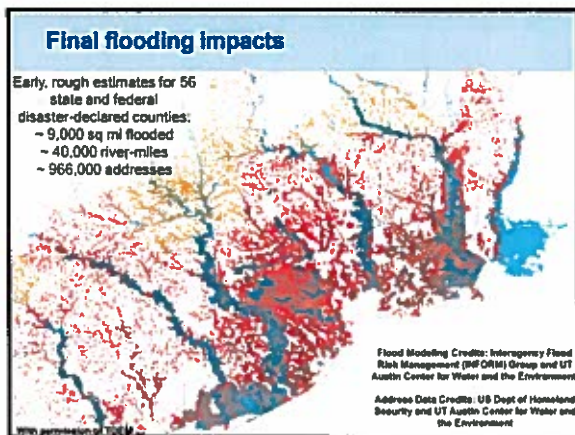 Final flooding impacts
Early, rough estimates for 56
state and federal
disaster-declared counties:
~ 9,000 sq mi flooded
~ 40,000 river-miles
~ 966,000 addresses
Flood Modeling Credits: Interagency Flood
Risk Management (INFORM) Group and UT
Austin Center for Water and the Environment
Address Data Credits: US Dept of Homeland
Security and UT Austin Center for Water and
the Environment
With permission of TDEM